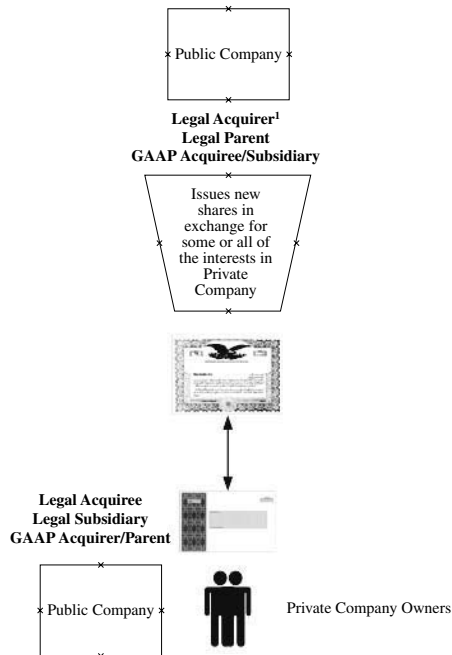 Public Company
Legal Acquirer¹
Legal Parent
GAAP Acquiree/Subsidiary
Issues new
shares in
exchange for
some or all of
the interests in
Private
Company
Legal Acquiree
Legal Subsidiary
GAAP Acquirer/Parent
Public Company
Private Company Owners